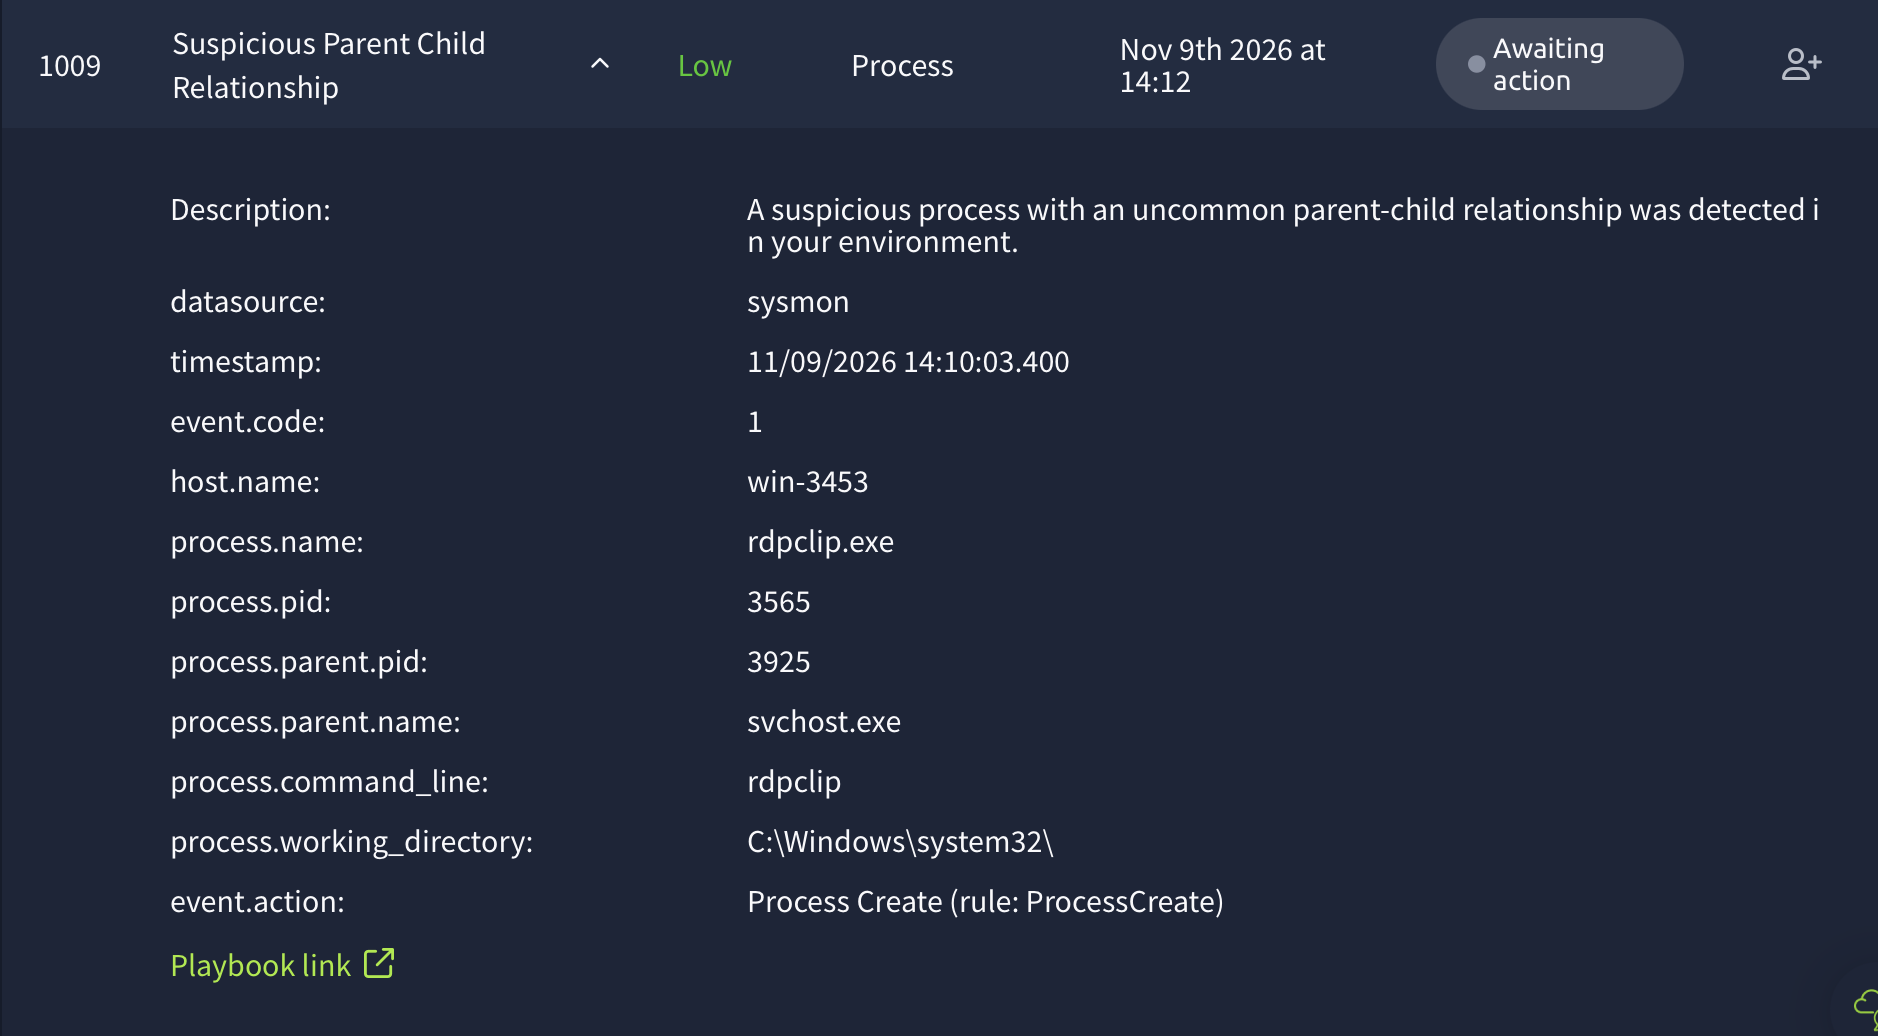 1009
Suspicious Parent Child
Relationship
Low
Process
Nov 9th 2026 at
14:12
Awaiting
action
Description:
A suspicious process with an uncommon parent-child relationship was detected i
n your environment.
datasource:
sysmon
timestamp:
11/09/2026 14:10:03.400
event.code:
1
host.name:
win-3453
process.name:
rdpclip.exe
process.pid:
3565
process.parent.pid:
3925
process.parent.name:
svchost.exe
process.command_line:
rdpclip
process.working_directory:
C:\Windows\system32\
event.action:
Process Create (rule: ProcessCreate)
Playbook link